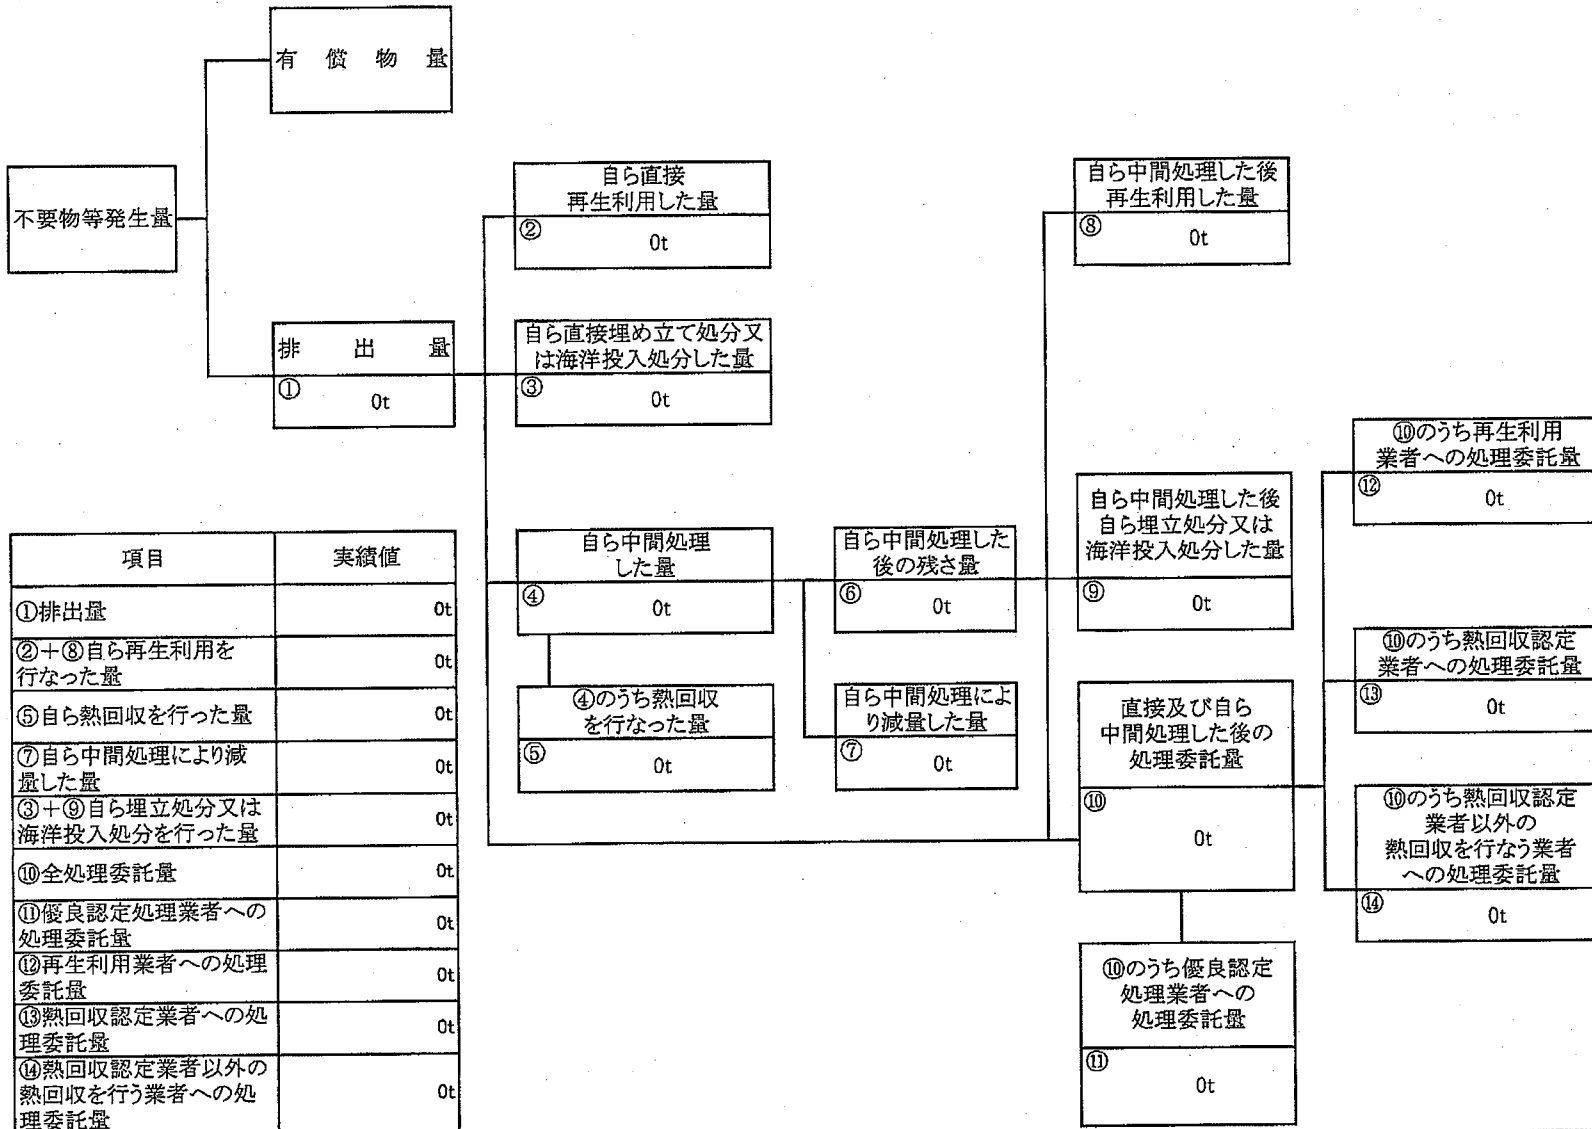 有償物量
不要物等発生量
排出量
①
0t
自ら直接
再生利用した量
②
0t
自ら直接埋め立て処分又
は海洋投入処分した量
③
0t
自ら中間処理
した量
④
0t
④のうち熱回収
を行なった量
⑤
0t
自ら中間処理した
後の残さ量
⑥
0t
自ら中間処理によ
り減量した量
⑦
0t
自ら中間処理した後
再生利用した量
⑧
0t
自ら中間処理した後
自ら埋立処分又は
海洋投入処分した量
⑨
0t
直接及び自ら
中間処理した後の
処理委託量
⑩
0t
⑩のうち優良認定
処理業者への
処理委託量
⑪
0t
⑩のうち再生利用
業者への処理委託量
⑫
0t
⑩のうち熱回収認定
業者への処理委託量
⑬
0t
⑩のうち熱回収認定
業者以外の
熱回収を行なう業者
への処理委託量
⑭
0t
項目 実績値
①排出量 0t
②+⑧自ら再生利用を
行なった量 0t
⑤自ら熱回収を行った量 0t
⑦自ら中間処理により減
量した量 0t
③+⑨自ら埋立処分又は
海洋投入処分を行った量 0t
⑩全処理委託量 0t
⑪優良認定処理業者への
処理委託量 0t
⑫再生利用業者への処理
委託量 0t
⑬熱回収認定業者への処
理委託量 0t
⑭熱回収認定業者以外の
熱回収を行う業者への処
理委託量 0t